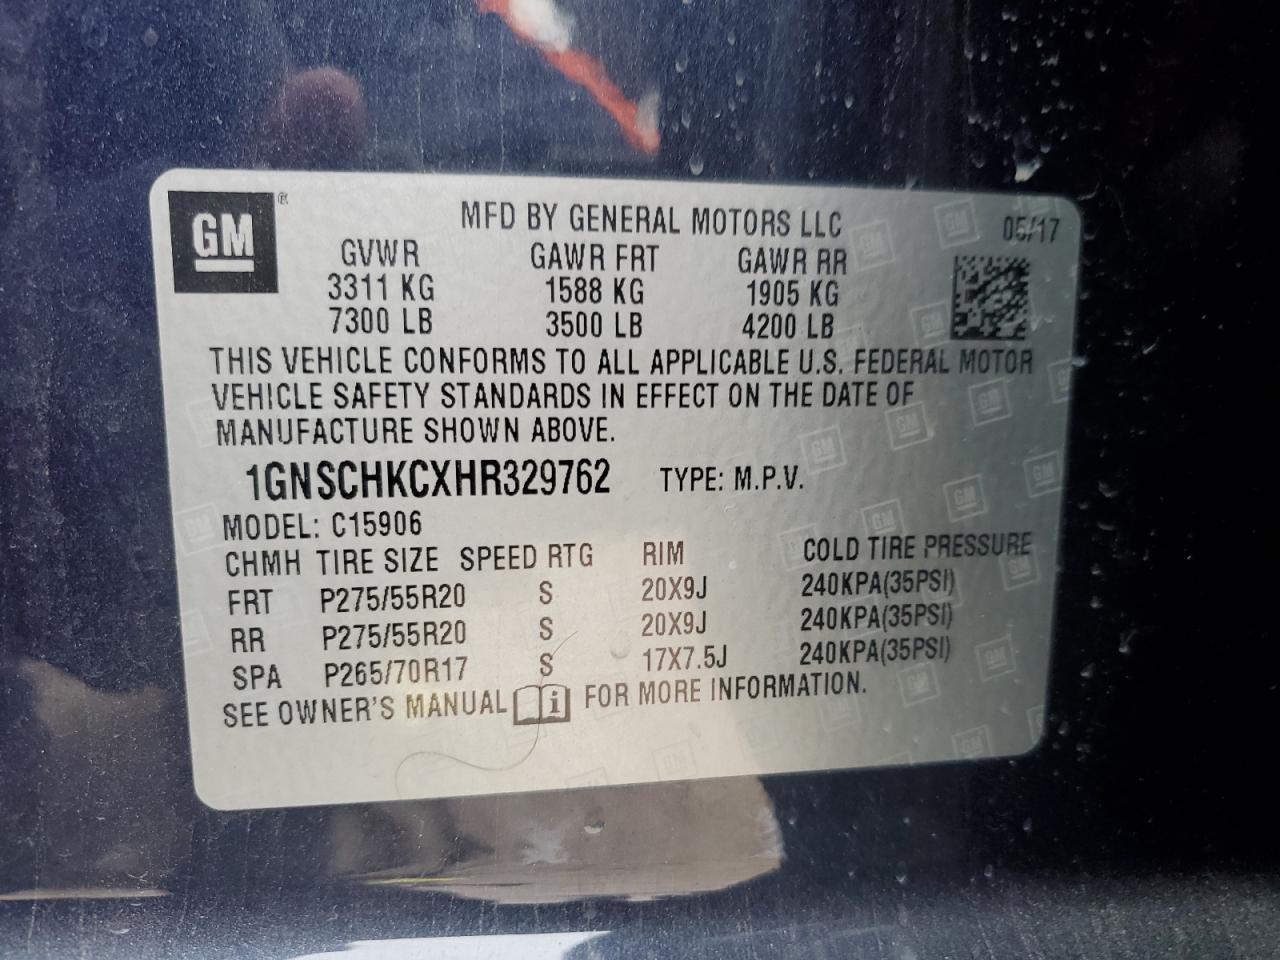 GM®
MFD BY GENERAL MOTORS LLC 05/17
GVWR GAWR FRT GAWR RR
3311 KG 1588 KG 1905 KG
7300 LB 3500 LB 4200 LB
THIS VEHICLE CONFORMS TO ALL APPLICABLE U.S. FEDERAL MOTOR
VEHICLE SAFETY STANDARDS IN EFFECT ON THE DATE OF
MANUFACTURE SHOWN ABOVE.
1GNSCHKCXHR329762 TYPE: M.P.V.
MODEL: C15906
CHMH TIRE SIZE SPEED RTG RIM COLD TIRE PRESSURE
FRT P275/55R20 S 20X9J 240KPA(35PSI)
RR P275/55R20 S 20X9J 240KPA(35PSI)
SPA P265/70R17 S 17X7.5J 240KPA(35PSI)
SEE OWNER'S MANUAL i FOR MORE INFORMATION.